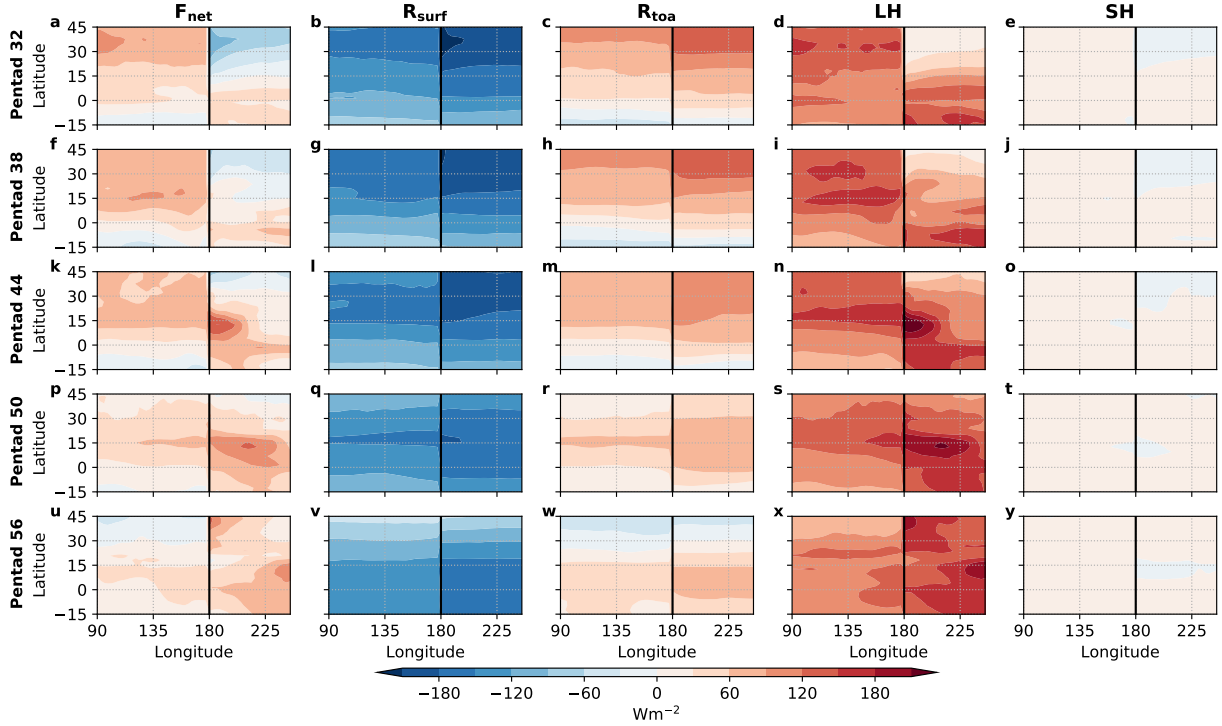 F_net R_surf R_toa LH SH
a b c d e
Pentad 32
Latitude
45
30
15
0
−15
f g h i j
Pentad 38
Latitude
45
30
15
0
−15
k l m n o
Pentad 44
Latitude
45
30
15
0
−15
p q r s t
Pentad 50
Latitude
45
30
15
0
−15
u v w x y
Pentad 56
Latitude
45
30
15
0
−15
90 135 180 225 90 135 180 225 90 135 180 225 90 135 180 225 90 135 180 225
Longitude Longitude Longitude Longitude Longitude
−180 −120 −60 0 60 120 180
Wm⁻²